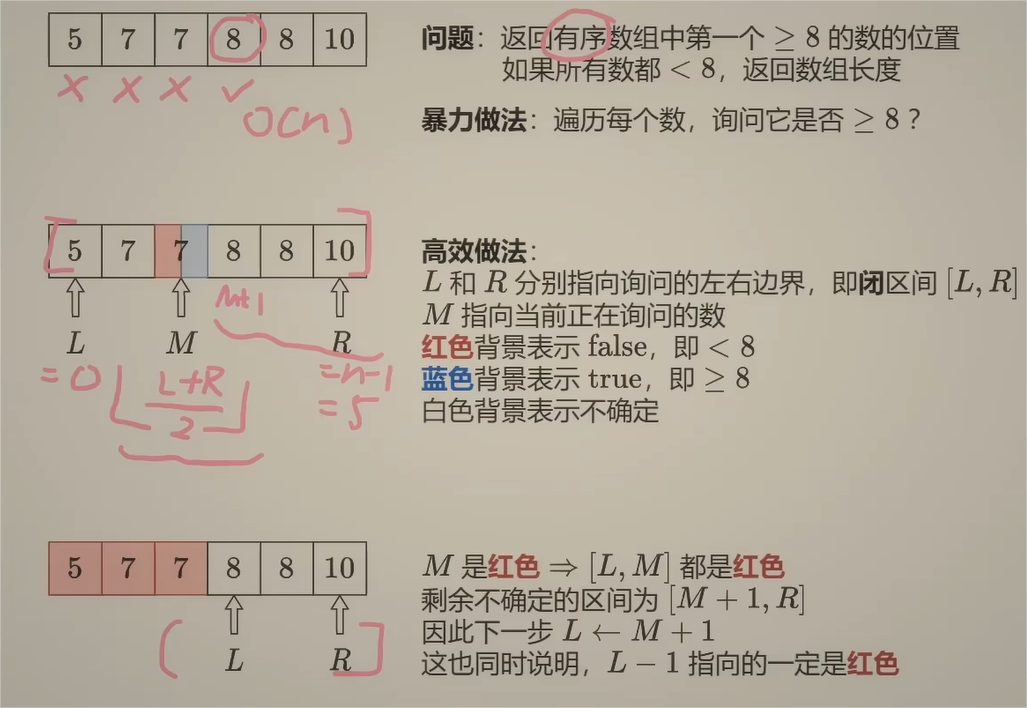 5 7 7 8 8 10
× × × ✓
O(n)
问题：返回有序数组中第一个 ≥ 8 的数的位置
如果所有数都 < 8，返回数组长度
暴力做法：遍历每个数，询问它是否 ≥ 8？
[5 7 7 8 8 10]
M+1
L M R
=0 ⌊(L+R)/2⌋ =n-1
=5
高效做法：
L 和 R 分别指向询问的左右边界，即闭区间 [L, R]
M 指向当前正在询问的数
红色背景表示 false，即 < 8
蓝色背景表示 true，即 ≥ 8
白色背景表示不确定
5 7 7 8 8 10
( L R ]
M 是红色 ⇒ [L, M] 都是红色
剩余不确定的区间为 [M + 1, R]
因此下一步 L ← M + 1
这也同时说明，L − 1 指向的一定是红色